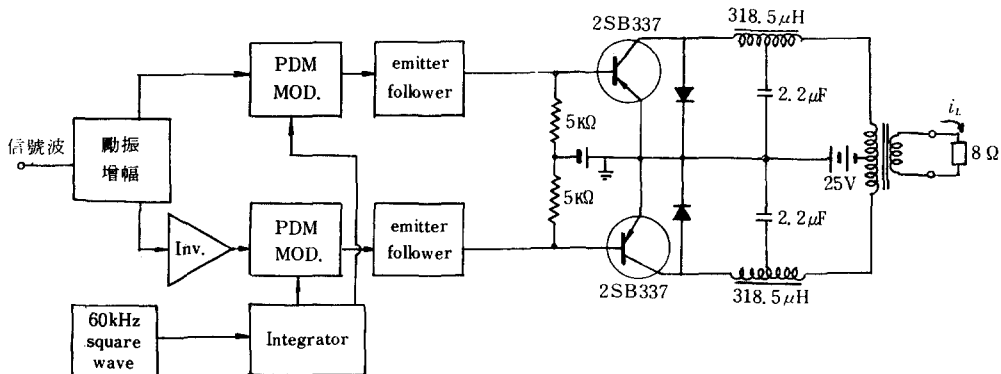 2SB337
318.5μH
PDM
MOD.
emitter
follower
2.2μF
5KΩ
信號波
勵振
增幅
i_L
8Ω
25V
5KΩ
2.2μF
Inv.
PDM
MOD.
emitter
follower
2SB337
318.5μH
60kHz
square
wave
Integrator